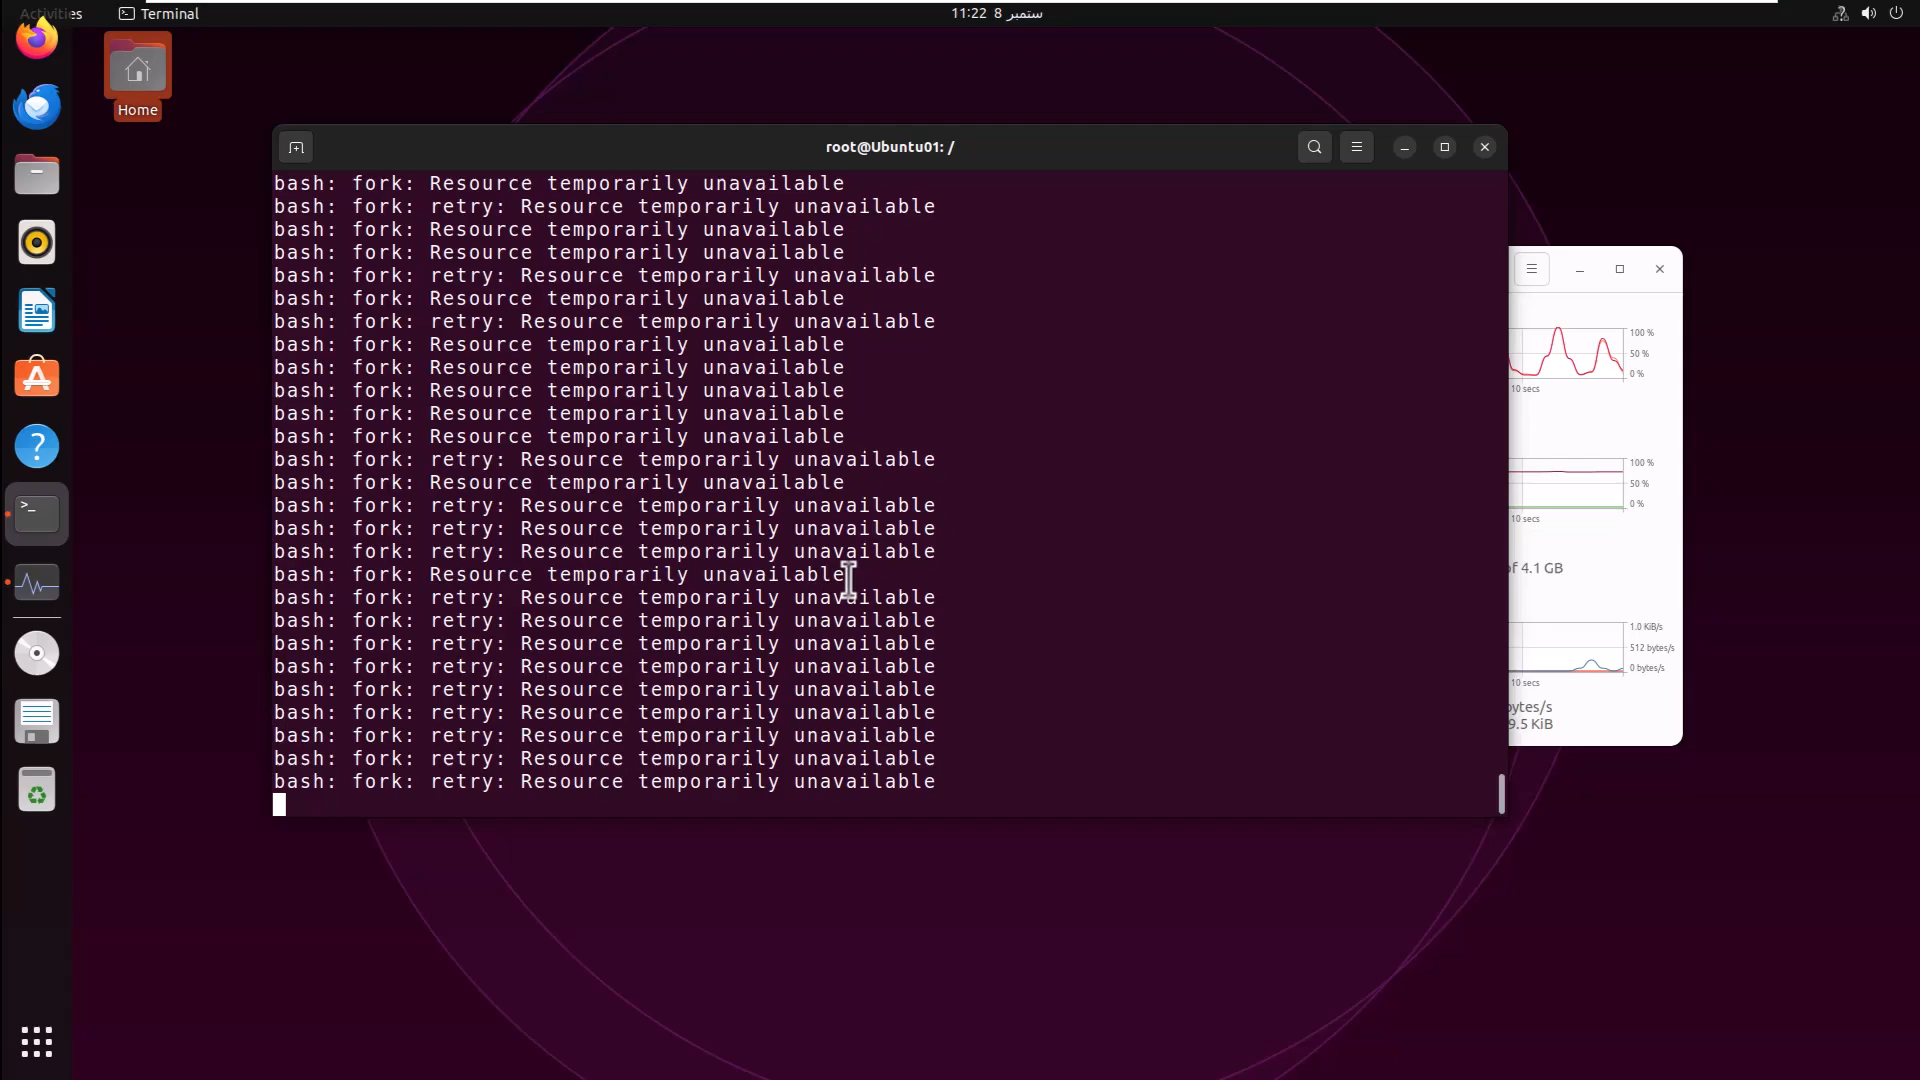 Activities
Terminal
11:22 8 ستمبر
Home
root@Ubuntu01: /
bash: fork: Resource temporarily unavailable
bash: fork: retry: Resource temporarily unavailable
bash: fork: Resource temporarily unavailable
bash: fork: Resource temporarily unavailable
bash: fork: retry: Resource temporarily unavailable
bash: fork: Resource temporarily unavailable
bash: fork: retry: Resource temporarily unavailable
bash: fork: Resource temporarily unavailable
bash: fork: Resource temporarily unavailable
bash: fork: Resource temporarily unavailable
bash: fork: Resource temporarily unavailable
bash: fork: Resource temporarily unavailable
bash: fork: retry: Resource temporarily unavailable
bash: fork: Resource temporarily unavailable
bash: fork: retry: Resource temporarily unavailable
bash: fork: retry: Resource temporarily unavailable
bash: fork: retry: Resource temporarily unavailable
bash: fork: Resource temporarily unavailable
bash: fork: retry: Resource temporarily unavailable
bash: fork: retry: Resource temporarily unavailable
bash: fork: retry: Resource temporarily unavailable
bash: fork: retry: Resource temporarily unavailable
bash: fork: retry: Resource temporarily unavailable
bash: fork: retry: Resource temporarily unavailable
bash: fork: retry: Resource temporarily unavailable
bash: fork: retry: Resource temporarily unavailable
bash: fork: retry: Resource temporarily unavailable
100 %
50 %
0 %
10 secs
100 %
50 %
0 %
10 secs
of 4.1 GB
1.0 KiB/s
512 bytes/s
0 bytes/s
10 secs
bytes/s
9.5 KiB